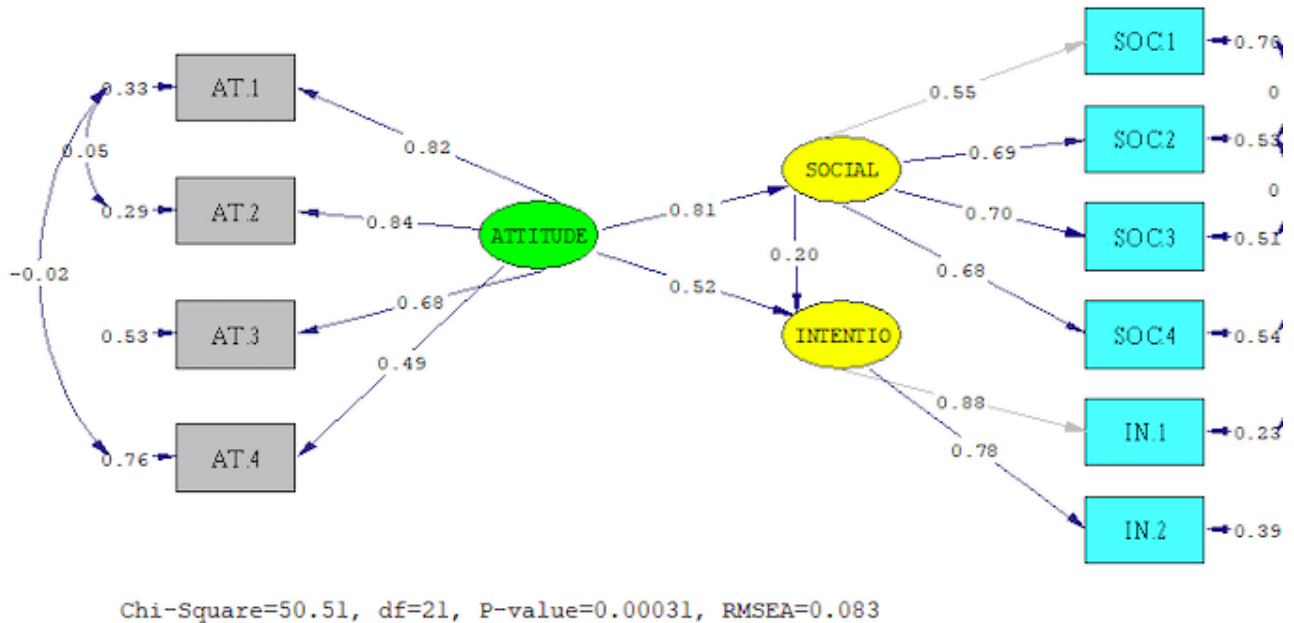 SOC.1
0.70
0.33
AT.1
0.55
0
0.05
0.82
SOC.2
0.53
0.69
SOCIAL
0
0.29
AT.2
0.84
0.81
0.70
ATTITUDE
SOC.3
0.51
-0.02
0.20
0.68
0.52
0.68
0.53
AT.3
INTENTIO
SOC.4
0.54
0.49
0.88
IN.1
0.23
0.76
AT.4
0.78
IN.2
0.39
Chi-Square=50.51, df=21, P-value=0.00031, RMSEA=0.083